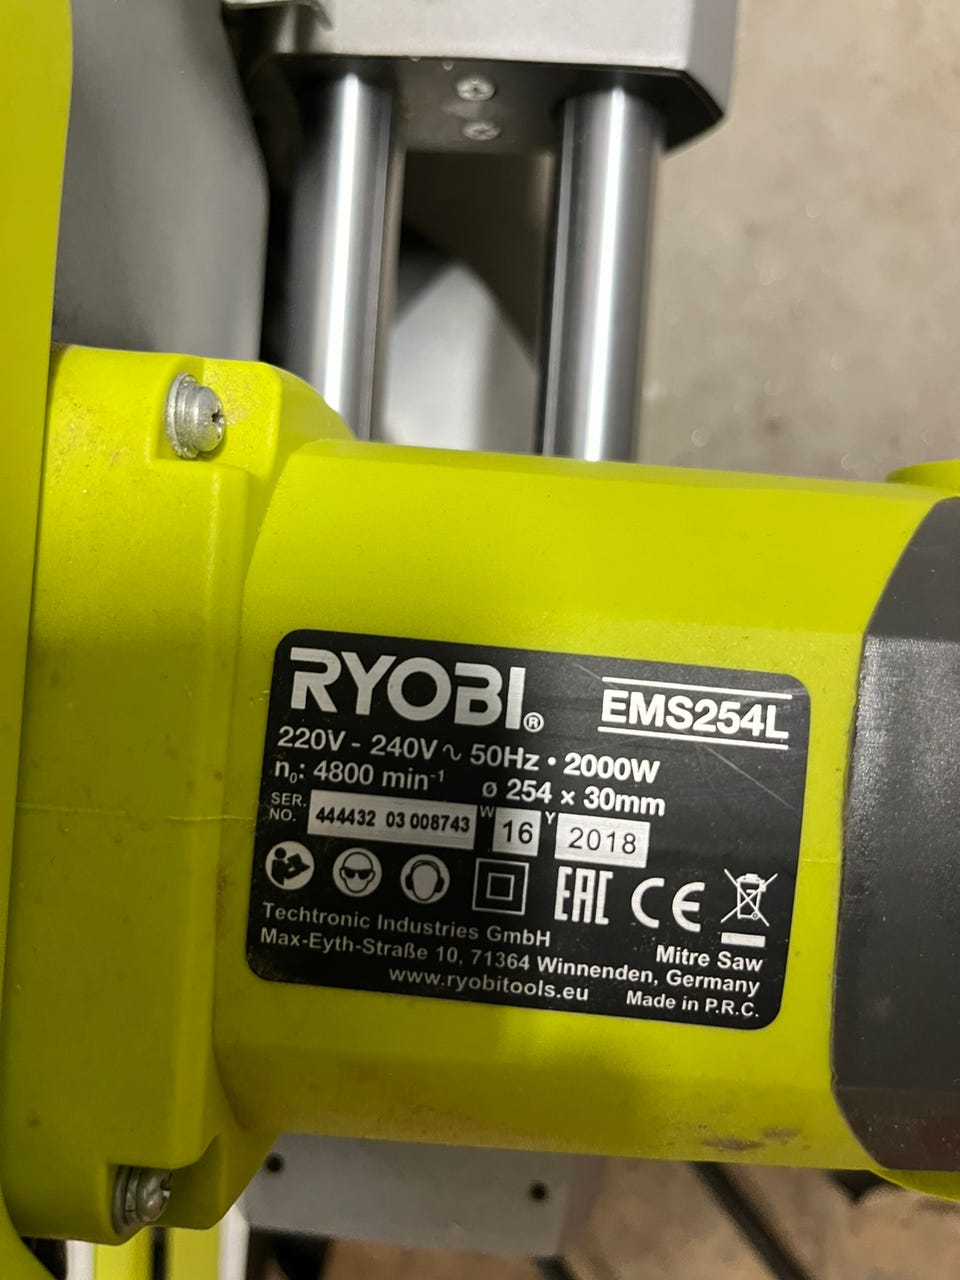 RYOBI®
EMS254L
220V - 240V ∿ 50Hz • 2000W
n₀: 4800 min⁻¹ ø 254 × 30mm
SER. NO. 444432 03 008743 W 16 Y 2018
EAC CE
Techtronic Industries GmbH
Mitre Saw
Max-Eyth-Straße 10, 71364 Winnenden, Germany
www.ryobitools.eu
Made in P.R.C.